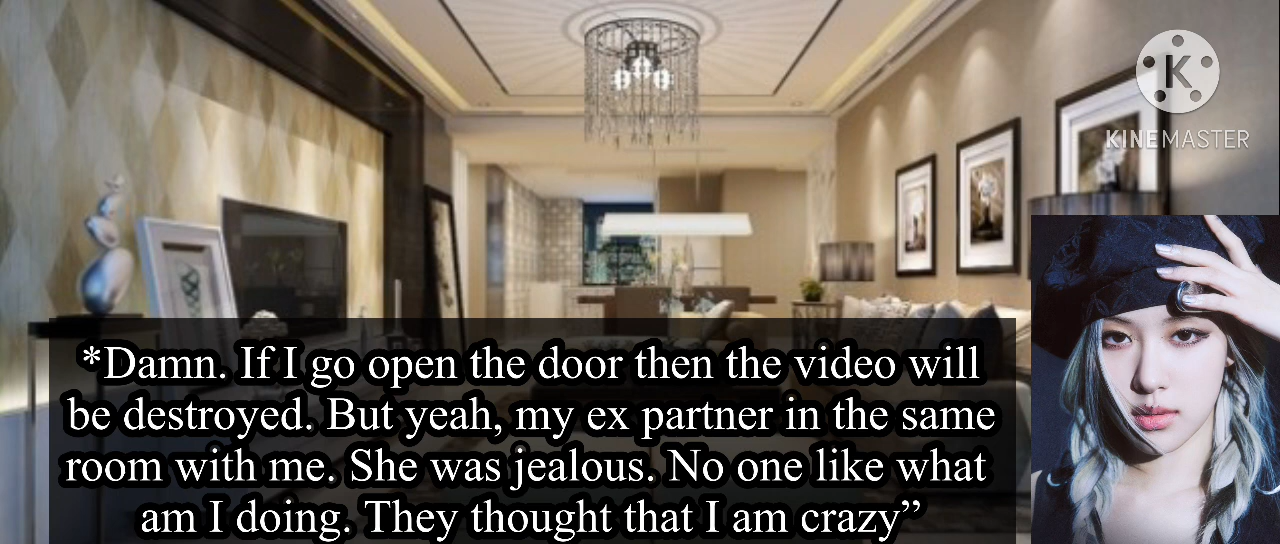 KINEMASTER
*Damn. If I go open the door then the video will
be destroyed. But yeah, my ex partner in the same
room with me. She was jealous. No one like what
am I doing. They thought that I am crazy”